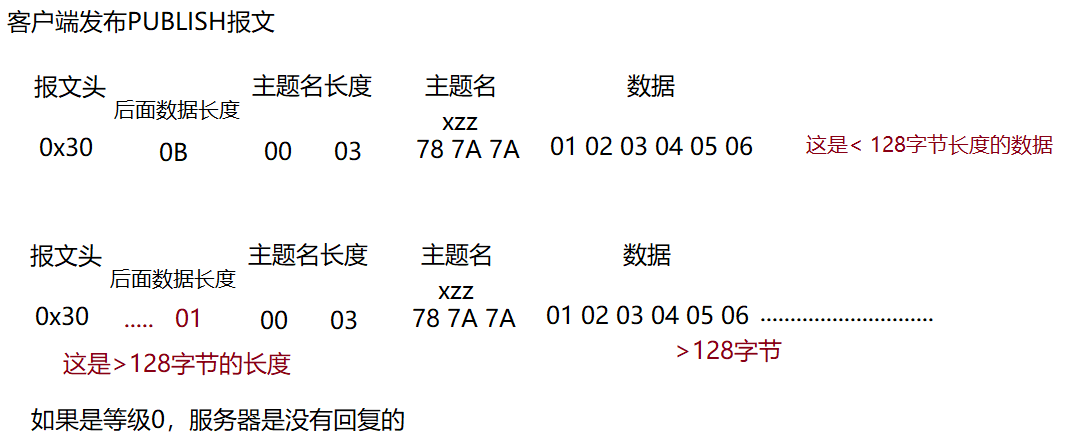 客户端发布PUBLISH报文
报文头 后面数据长度 主题名长度 主题名 数据
xzz
0x30 0B 00 03 78 7A 7A 01 02 03 04 05 06 这是< 128字节长度的数据
报文头 后面数据长度 主题名长度 主题名 数据
xzz
0x30 ..... 01 00 03 78 7A 7A 01 02 03 04 05 06 .............................
这是>128字节的长度 >128字节
如果是等级0，服务器是没有回复的